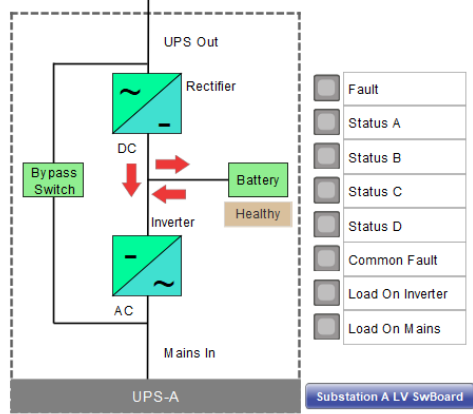 UPS Out
Rectifier
DC
Bypass
Switch
Battery
Healthy
Inverter
AC
Mains In
UPS-A
Fault
Status A
Status B
Status C
Status D
Common Fault
Load On Inverter
Load On Mains
Substation A LV SwBoard